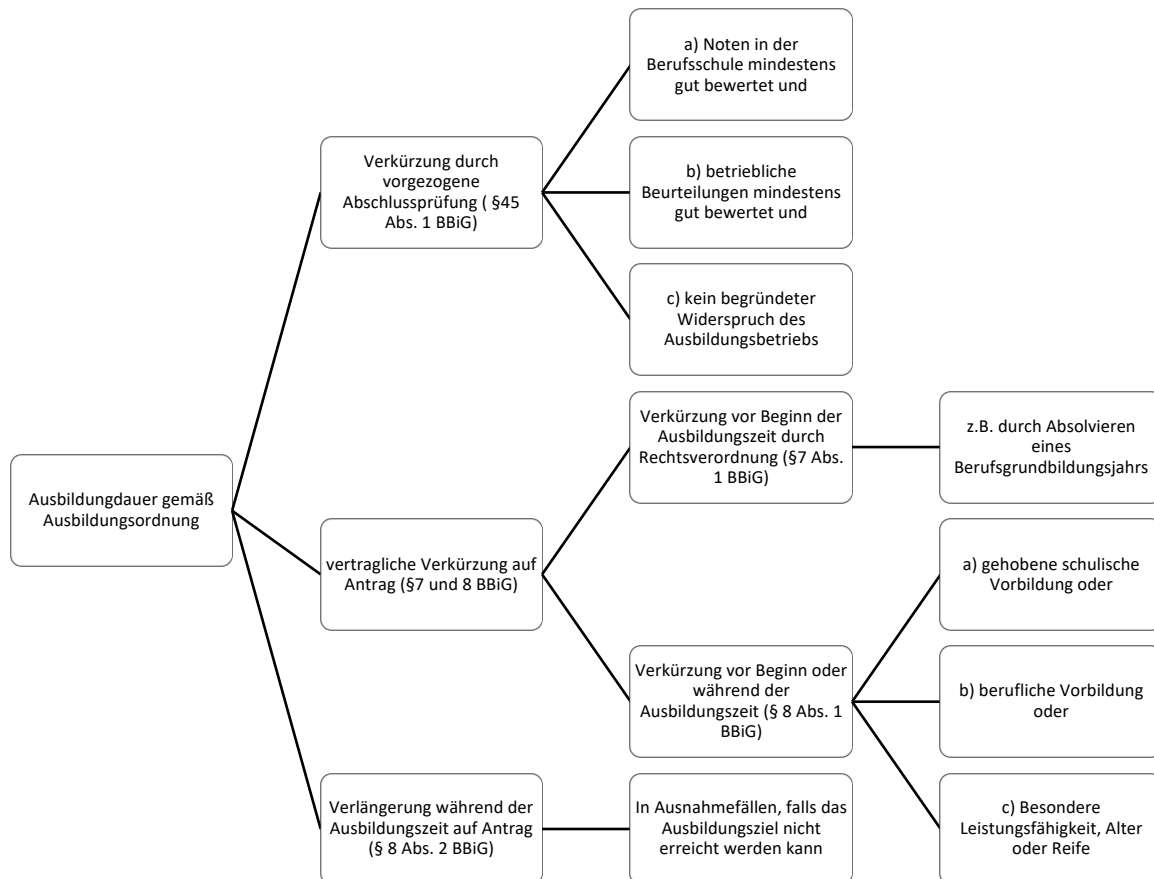 Ausbildungdauer gemäß
Ausbildungsordnung
Verkürzung durch
vorgezogene
Abschlussprüfung ( §45
Abs. 1 BBiG)
a) Noten in der
Berufsschule mindestens
gut bewertet und
b) betriebliche
Beurteilungen mindestens
gut bewertet und
c) kein begründeter
Widerspruch des
Ausbildungsbetriebs
vertragliche Verkürzung auf
Antrag (§7 und 8 BBiG)
Verkürzung vor Beginn der
Ausbildungszeit durch
Rechtsverordnung (§7 Abs.
1 BBiG)
z.B. durch Absolvieren
eines
Berufsgrundbildungsjahrs
Verkürzung vor Beginn oder
während der
Ausbildungszeit (§ 8 Abs. 1
BBiG)
a) gehobene schulische
Vorbildung oder
b) berufliche Vorbildung
oder
c) Besondere
Leistungsfähigkeit, Alter
oder Reife
Verlängerung während der
Ausbildungszeit auf Antrag
(§ 8 Abs. 2 BBiG)
In Ausnahmefällen, falls das
Ausbildungsziel nicht
erreicht werden kann